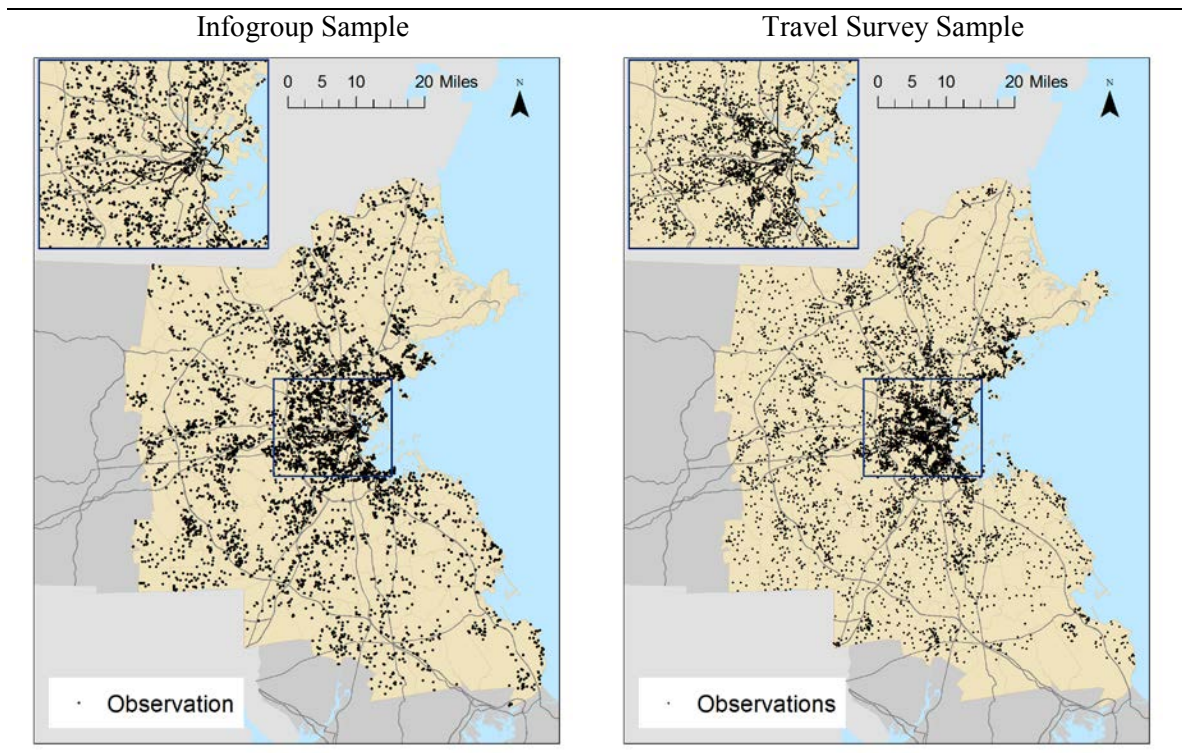 Infogroup Sample
Travel Survey Sample
0 5 10 20 Miles
N
0 5 10 20 Miles
N
Observation
Observations